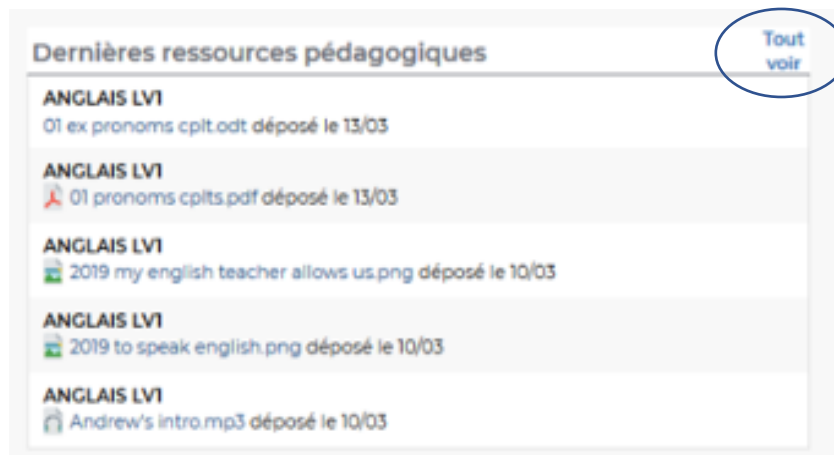 Dernières ressources pédagogiques
Tout
voir
ANGLAIS LV1
01 ex pronoms cplt.odt déposé le 13/03
ANGLAIS LV1
01 pronoms cplts.pdf déposé le 13/03
ANGLAIS LV1
2019 my english teacher allows us.png déposé le 10/03
ANGLAIS LV1
2019 to speak english.png déposé le 10/03
ANGLAIS LV1
Andrew's intro.mp3 déposé le 10/03